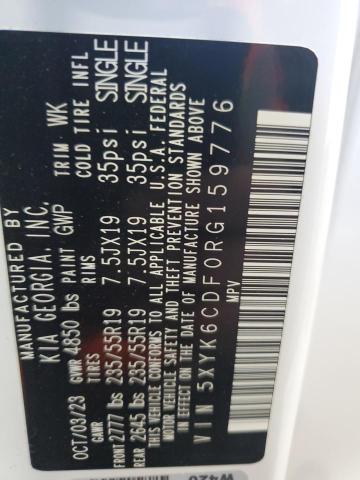 MANUFACTURED BY
KIA GEORGIA, INC.
OCT/03/23 GVWR 4850 lbs PAINT GWP TRIM WK
GAWR TIRES RIMS COLD TIRE INFL
FRONT 2777 lbs 235/55R19 7.5JX19 35psi SINGLE
REAR 2645 lbs 235/55R19 7.5JX19 35psi SINGLE
THIS VEHICLE CONFORMS TO ALL APPLICABLE U.S.A. FEDERAL
MOTOR VEHICLE SAFETY AND THEFT PREVENTION STANDARDS
IN EFFECT ON THE DATE OF MANUFACTURE SHOWN ABOVE
VIN 5XYK6CDF0RG159776
MPV
W420